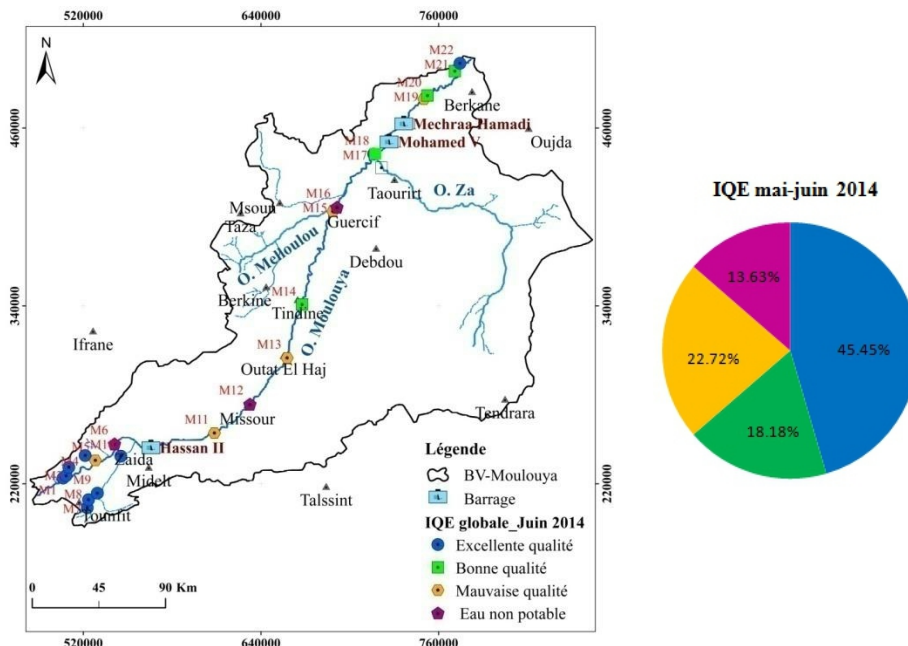 520000 640000 760000
N
M22
M21
M20
M19
Berkane
460000
Mechraa Hamadi
460000
Mohamed V
Oujda
M18
M17
Taourirt
O. Za
M16
M15
Msoun
Taza
Guercif
O. Melloulou
Debdou
O. Moulouya
Berkine
M14
Tindine
340000
340000
Ifrane
M13
Outat El Haj
M12
Missour
Tendrara
M11
M6
Hassan II
Zaida
Midelt
M9
M8
M1
Tounfit
220000
220000
Talssint
Légende
BV-Moulouya
Barrage
IQE globale_Juin 2014
Excellente qualité
Bonne qualité
Mauvaise qualité
Eau non potable
0 45 90 Km
520000 640000 760000
IQE mai-juin 2014
13.63%
45.45%
22.72%
18.18%